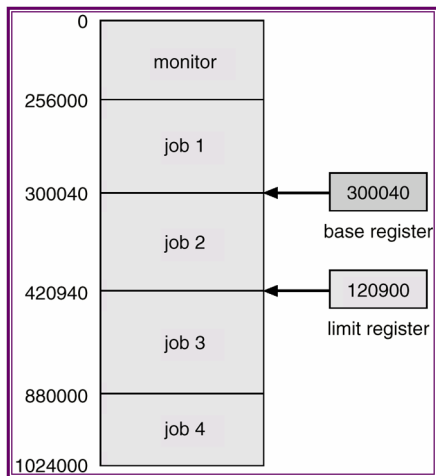 0
monitor
256000
job 1
300040
300040
base register
job 2
420940
120900
limit register
job 3
880000
job 4
1024000